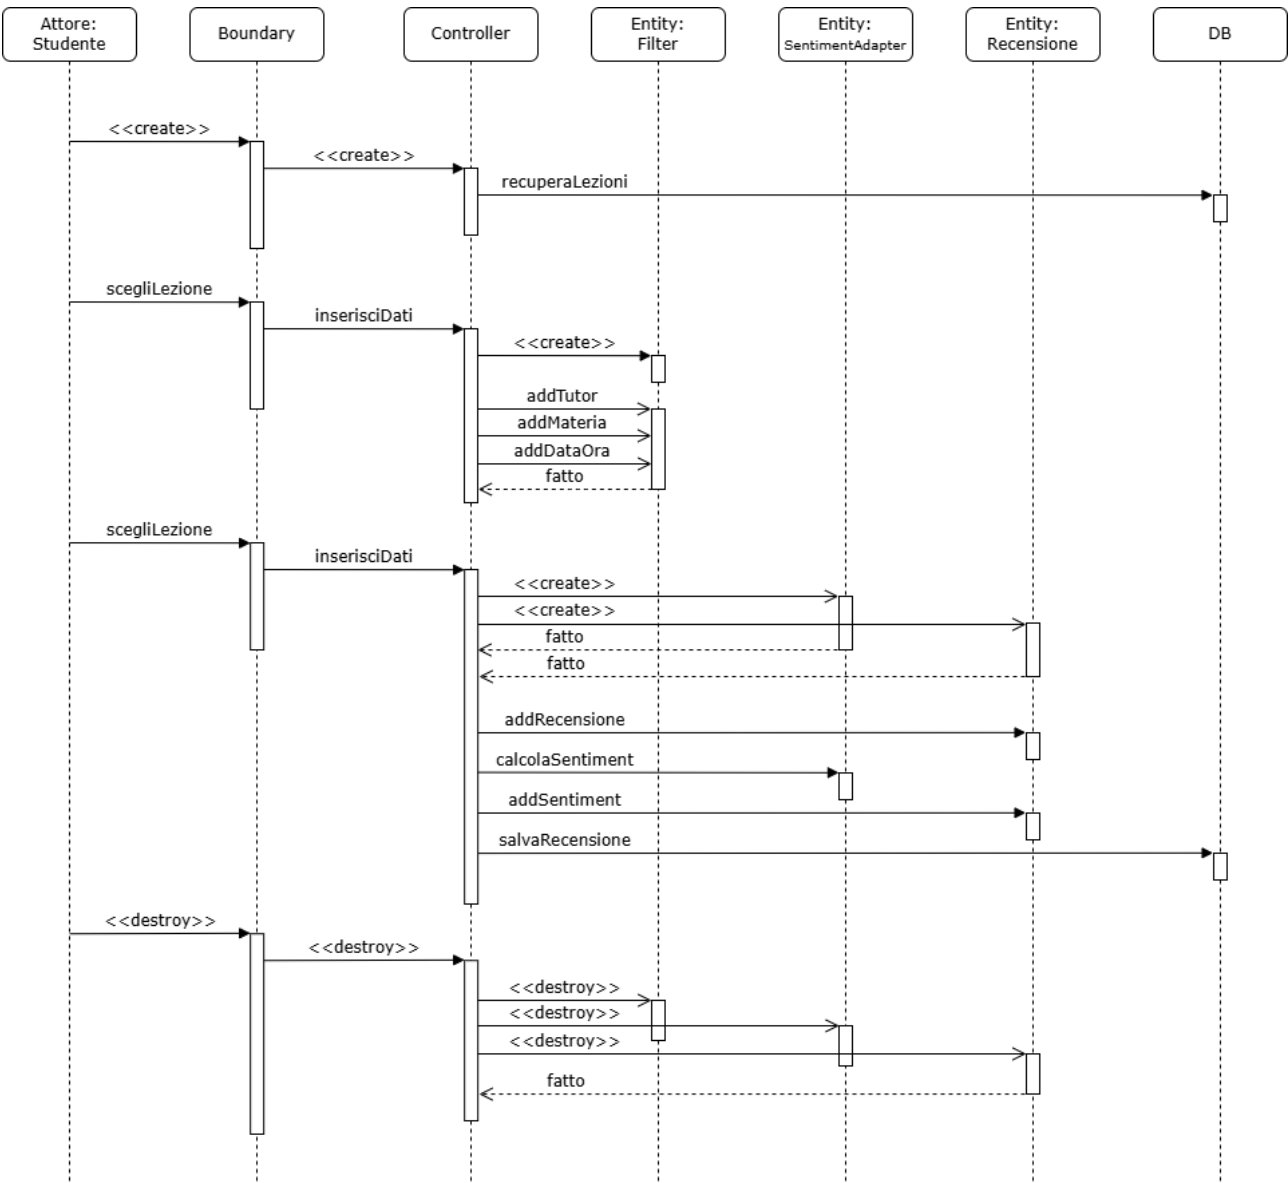 Attore:
Studente
Boundary
Controller
Entity:
Filter
Entity:
SentimentAdapter
Entity:
Recensione
DB
<<create>>
<<create>>
recuperaLezioni
scegliLezione
inserisciDati
<<create>>
addTutor
addMateria
addDataOra
fatto
scegliLezione
inserisciDati
<<create>>
<<create>>
fatto
fatto
addRecensione
calcolaSentiment
addSentiment
salvaRecensione
<<destroy>>
<<destroy>>
<<destroy>>
<<destroy>>
<<destroy>>
fatto